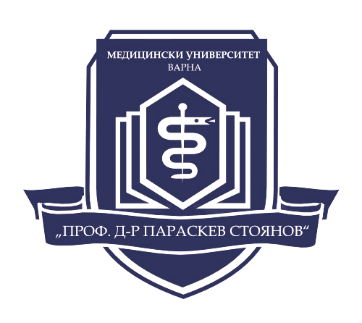 МЕДИЦИНСКИ УНИВЕРСИТЕТ
ВАРНА
„ПРОФ. Д-Р ПАРАСКЕВ СТОЯНОВ“